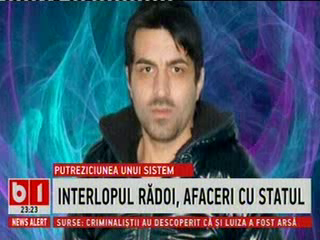 PUTREZICIUNEA UNUI SISTEM
B1
INTERLOPUL RĂDOI, AFACERI CU STATUL
23:23
NEWS ALERT
SURSE: CRIMINALIȘTII AU DESCOPERIT CĂ ȘI LUIZA A FOST ARSĂ